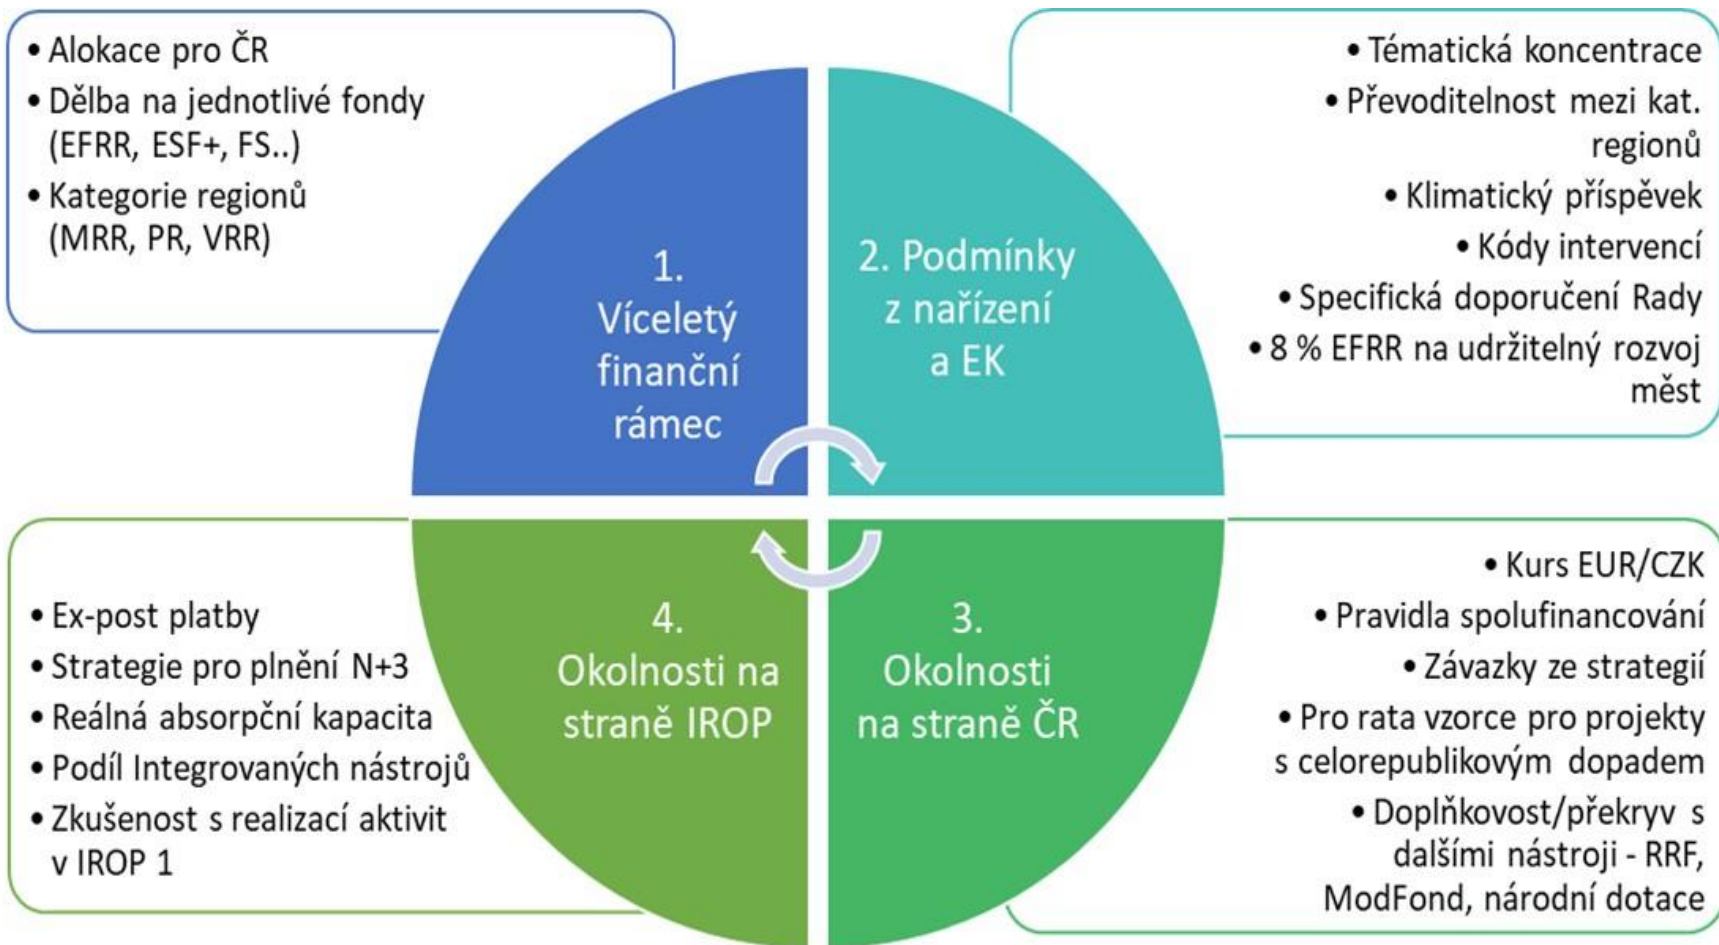 • Alokace pro ČR
• Dělba na jednotlivé fondy
(EFRR, ESF+, FS..)
• Kategorie regionů
(MRR, PR, VRR)
1.
Víceletý
finanční
rámec
2. Podmínky
z nařízení
a EK
• Tématická koncentrace
• Převoditelnost mezi kat.
regionů
• Klimatický příspěvek
• Kódy intervencí
• Specifická doporučení Rady
• 8 % EFRR na udržitelný rozvoj
měst
• Ex-post platby
• Strategie pro plnění N+3
• Reálná absorpční kapacita
• Podíl Integrovaných nástrojů
• Zkušenost s realizací aktivit
v IROP 1
4.
Okolnosti na
straně IROP
3.
Okolnosti
na straně ČR
• Kurs EUR/CZK
• Pravidla spolufinancování
• Závazky ze strategií
• Pro rata vzorce pro projekty
s celorepublikovým dopadem
• Doplňkovost/překryv s
dalšími nástroji - RRF,
ModFond, národní dotace